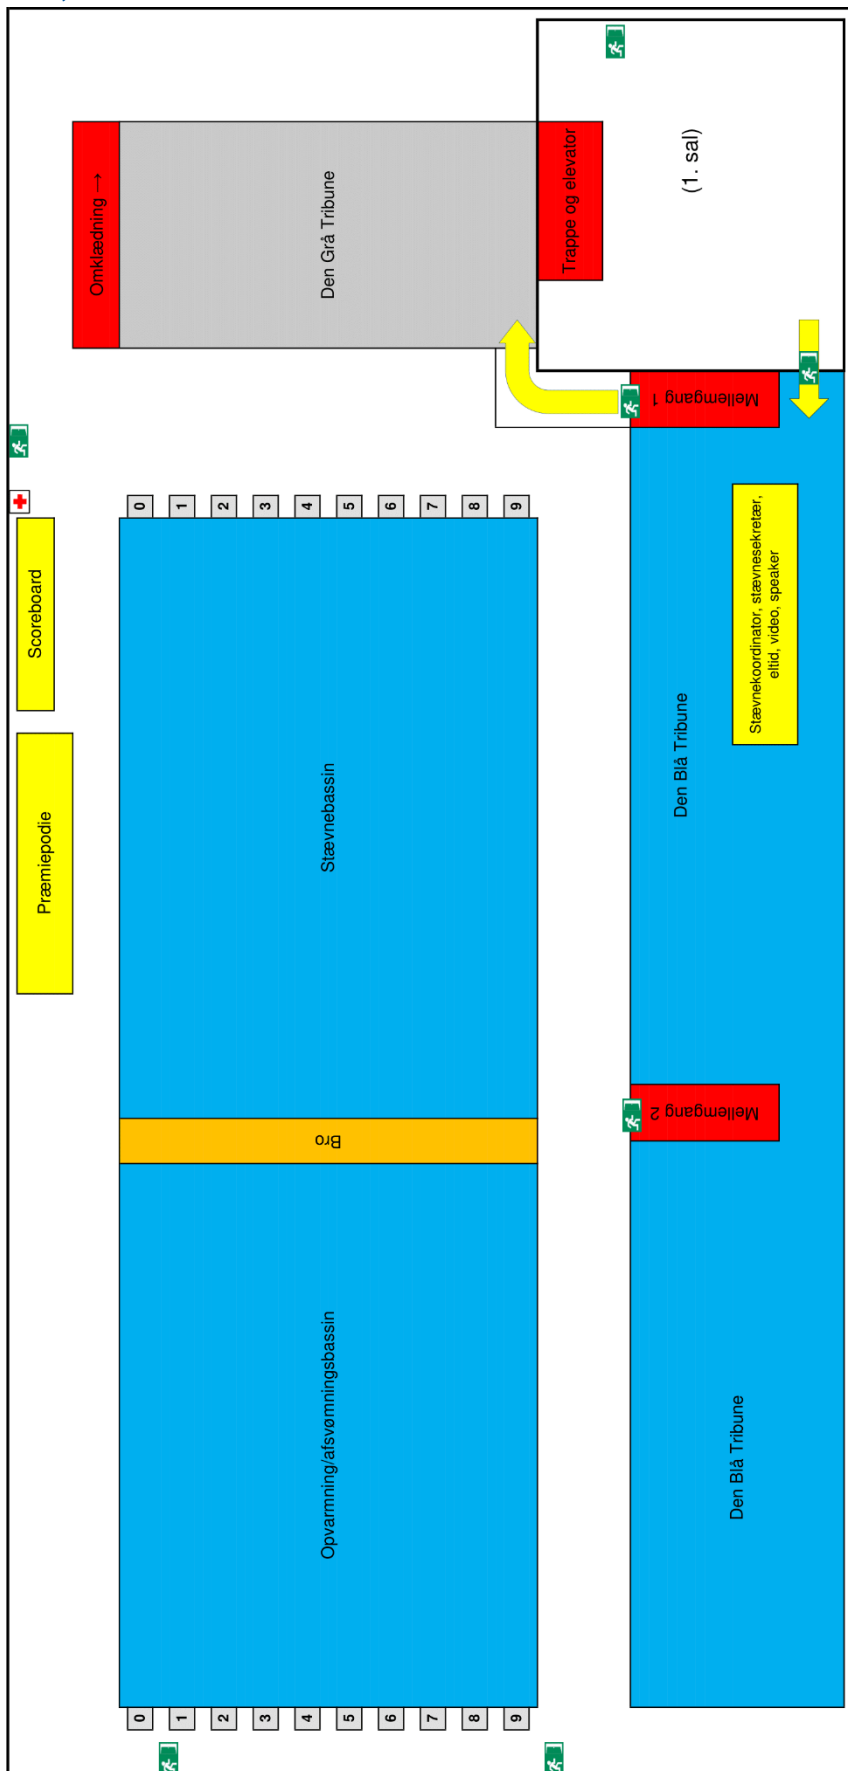 Omklædning →
Den Grå Tribune
Trappe og elevator
(1. sal)
Mellemgang 1
Scoreboard
0
1
2
3
4
5
6
7
8
9
Stævnekoordinator, stævnesekretær,
eltid, video, speaker
Præmiepodie
Stævnebassin
Den Blå Tribune
Bro
Mellemgang 2
Opvarmning/afsvømningsbassin
Den Blå Tribune
0
1
2
3
4
5
6
7
8
9